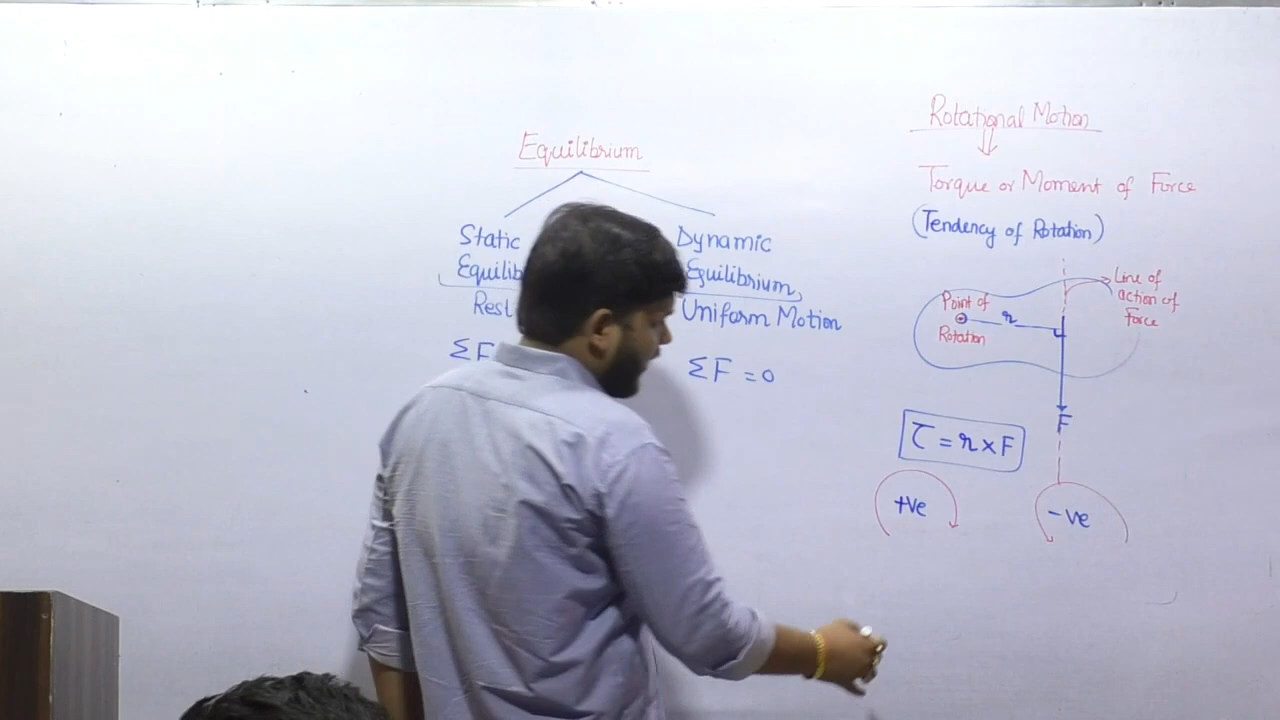 Equilibrium
Static
Rest
ΣF
Dynamic
Equilibrium
Uniform Motion
ΣF = 0
Rotational Motion
Torque or Moment of Force
(Tendency of Rotation)
Line of
action of
Force
Point of
Rotation
r
F
τ = r × F
+ve
-ve